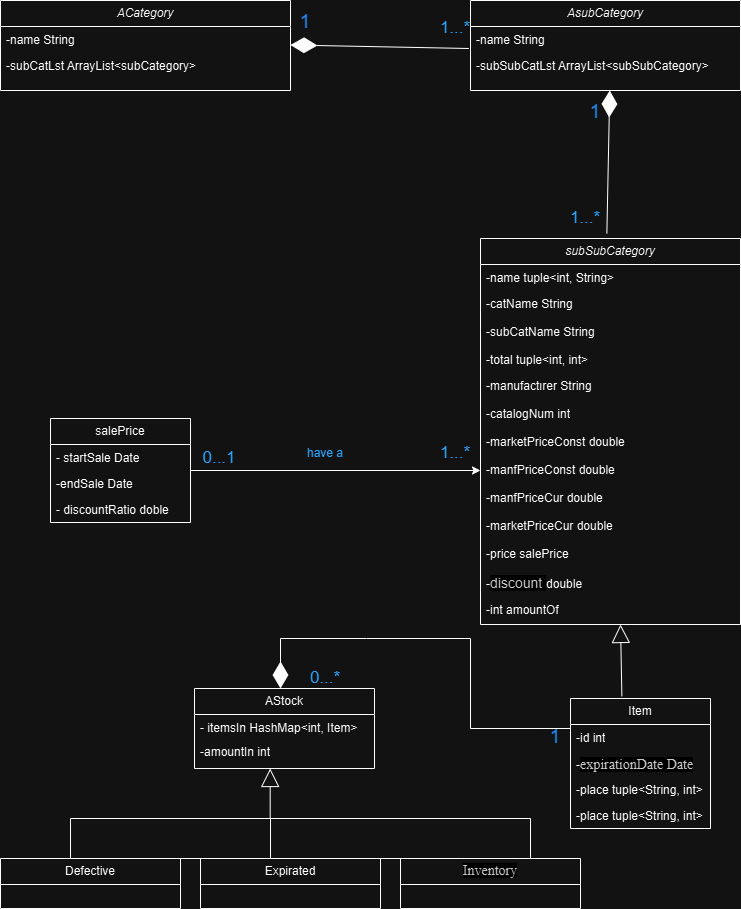 ACategory
-name String
-subCatLst ArrayList<subCategory>
1
1...*
AsubCategory
-name String
-subSubCatLst ArrayList<subSubCategory>
1
1...*
subSubCategory
-name tuple<int, String>
-catName String
-subCatName String
-total tuple<int, int>
-manufactırer String
-catalogNum int
-marketPriceConst double
-manfPriceConst double
-manfPriceCur double
-marketPriceCur double
-price salePrice
-discount double
-int amountOf
salePrice
- startSale Date
-endSale Date
- discountRatio doble
0...1
have a
1...*
0...*
AStock
- itemsIn HashMap<int, Item>
-amountIn int
1
Item
-id int
-expirationDate Date
-place tuple<String, int>
-place tuple<String, int>
Defective
Expirated
Inventory